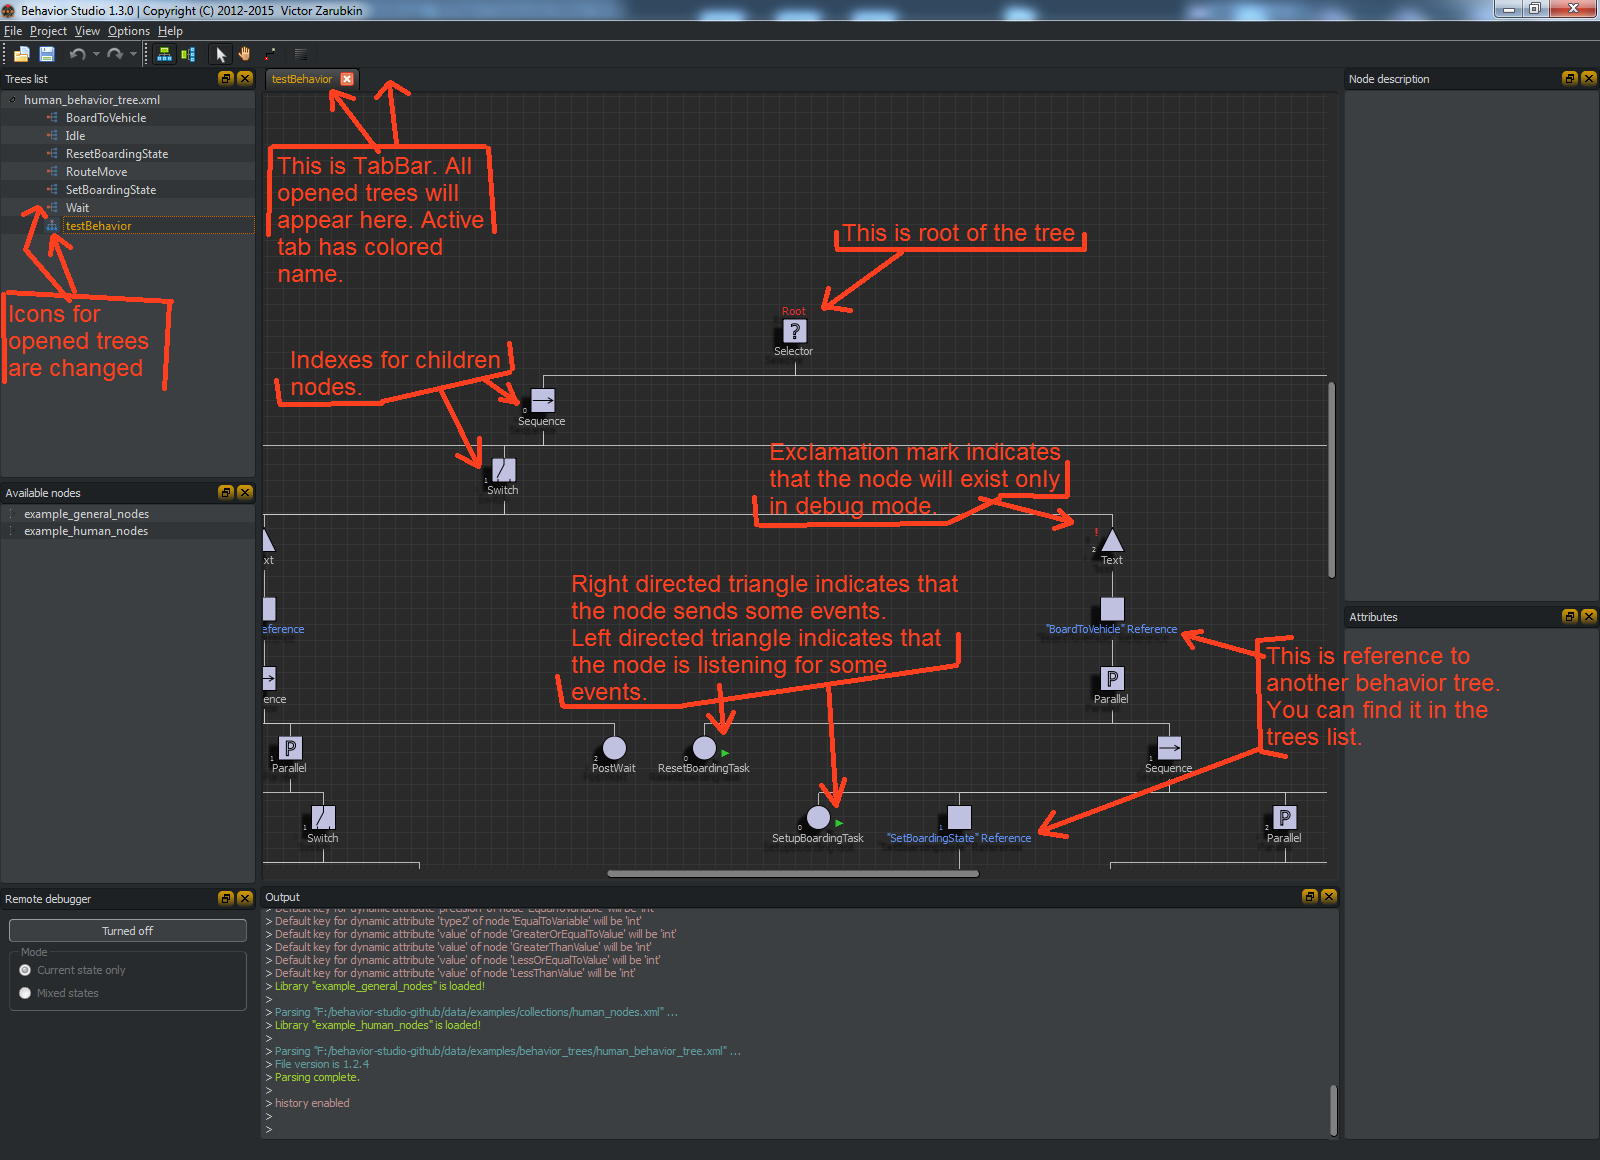 Behavior Studio 1.3.0 | Copyright (C) 2012-2015  Victor Zarubkin
File Project View Options Help
Trees list
human_behavior_tree.xml
BoardToVehicle
Idle
ResetBoardingState
RouteMove
SetBoardingState
Wait
testBehavior
Icons for
opened trees
are changed
Available nodes
example_general_nodes
example_human_nodes
Remote debugger
Turned off
Mode
Current state only
Mixed states
testBehavior
This is TabBar. All
opened trees will
appear here. Active
tab has colored
name.
This is root of the tree
Root
?
Selector
Indexes for children
nodes.
0
Sequence
1
Switch
Exclamation mark indicates
that the node will exist only
in debug mode.
xt
!
2
Text
Right directed triangle indicates that
the node sends some events.
Left directed triangle indicates that
the node is listening for some
events.
eference
"BoardToVehicle" Reference
This is reference to
another behavior tree.
You can find it in the
trees list.
ence
P
Parallel
1
P
Parallel
2
PostWait
0
ResetBoardingTask
1
Sequence
1
Switch
0
SetupBoardingTask
1
"SetBoardingState" Reference
2
P
Parallel
Output
> Default key for dynamic attribute 'precision' of node 'EqualToVariable' will be 'int'
> Default key for dynamic attribute 'type2' of node 'EqualToVariable' will be 'int'
> Default key for dynamic attribute 'value' of node 'GreaterOrEqualToValue' will be 'int'
> Default key for dynamic attribute 'value' of node 'GreaterThanValue' will be 'int'
> Default key for dynamic attribute 'value' of node 'LessOrEqualToValue' will be 'int'
> Default key for dynamic attribute 'value' of node 'LessThanValue' will be 'int'
> Library "example_general_nodes" is loaded!
>
> Parsing "F:/behavior-studio-github/data/examples/collections/human_nodes.xml" ...
> Library "example_human_nodes" is loaded!
>
> Parsing "F:/behavior-studio-github/data/examples/behavior_trees/human_behavior_tree.xml" ...
> File version is 1.2.4
> Parsing complete.
>
> history enabled
>
>
Node description
Attributes